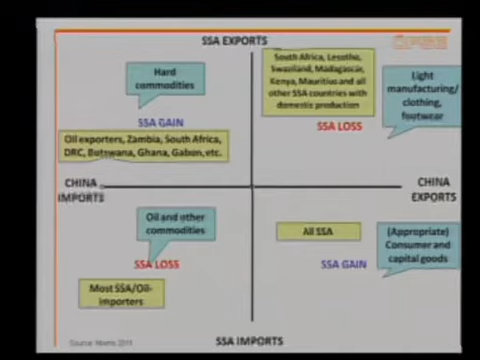 SSA EXPORTS
Hard
commodities
SSA GAIN
Oil exporters, Zambia, South Africa,
DRC, Botswana, Ghana, Gabon, etc.
South Africa, Lesotho,
Swaziland, Madagascar,
Kenya, Mauritius and all
other SSA countries with
domestic production
SSA LOSS
Light
manufacturing/
clothing,
footwear
CHINA
IMPORTS
CHINA
EXPORTS
Oil and other
commodities
SSA LOSS
Most SSA/Oil-
importers
All SSA
SSA GAIN
(Appropriate)
Consumer and
capital goods
SSA IMPORTS
Source: